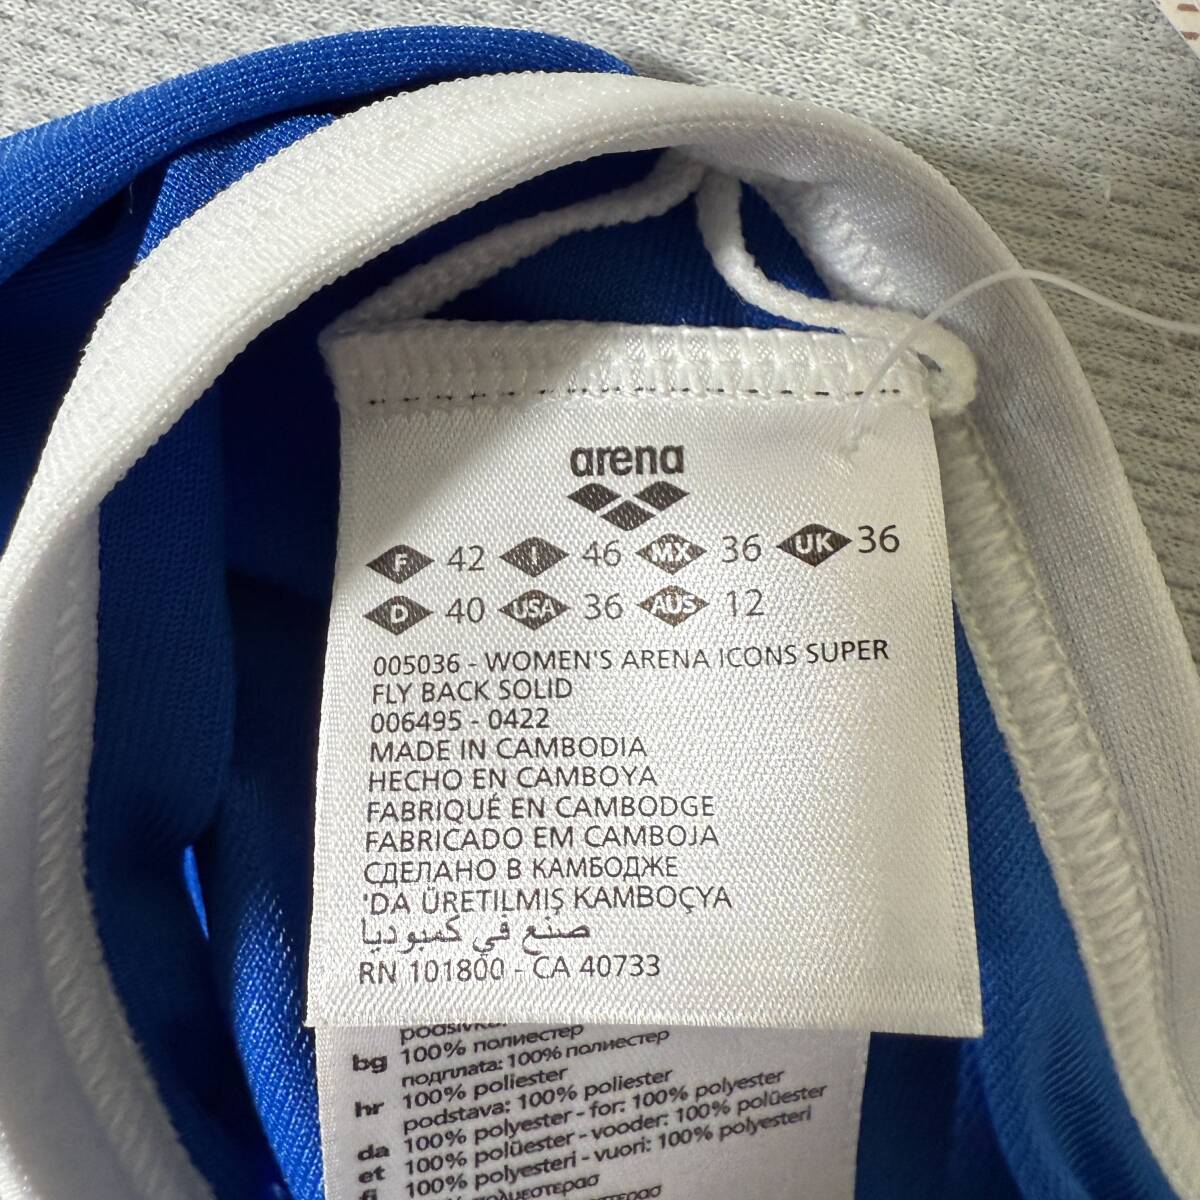 arena
F 42 I 46 MX 36 UK 36
D 40 USA 36 AUS 12
005036 - WOMEN'S ARENA ICONS SUPER
FLY BACK SOLID
006495 - 0422
MADE IN CAMBODIA
HECHO EN CAMBOYA
FABRIQUÉ EN CAMBODGE
FABRICADO EM CAMBOJA
СДЕЛАНО В КАМБОДЖЕ
'DA ÜRETILMIŞ KAMBOÇYA
صنع في كمبوديا
RN 101800 - CA 40733
bg 100% полиестер
подплата: 100% полиестер
hr 100% poliester
podstava: 100% poliester
da 100% polyester - for: 100% polyester
et 100% polüester - vooder: 100% polüester
fi 100% polyesteri - vuori: 100% polyesteri